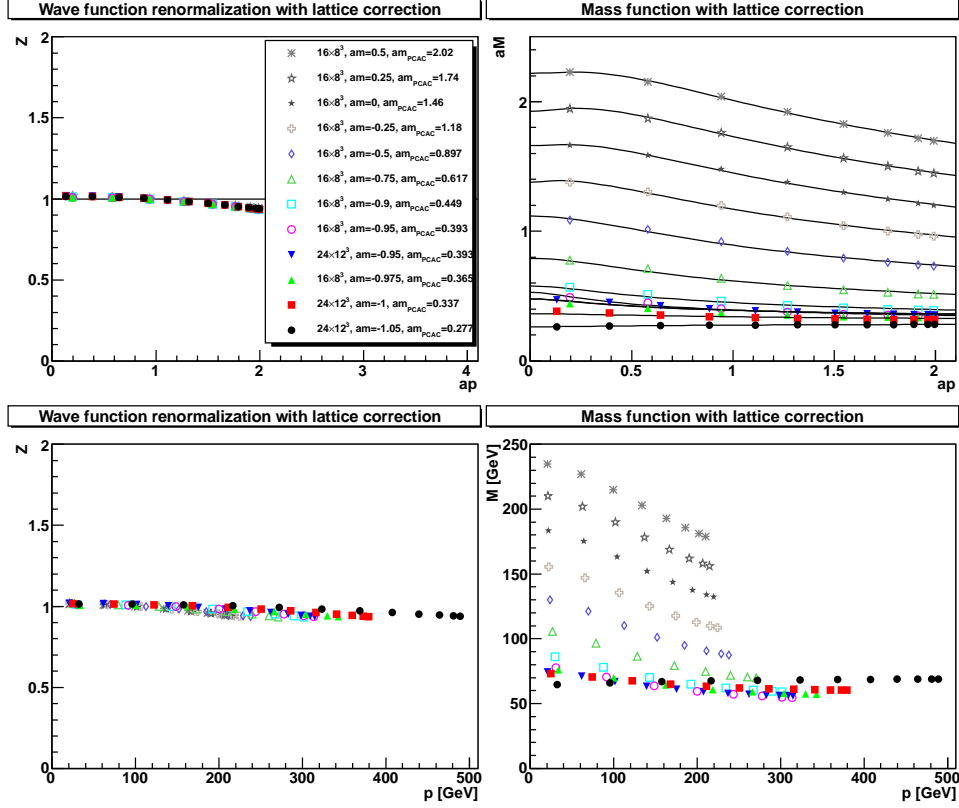 Wave function renormalization with lattice correction
Z
2
1.5
1
0.5
0
0
1
2
3
4
ap
16×8³, am=0.5, am_PCAC=2.02
16×8³, am=0.25, am_PCAC=1.74
16×8³, am=0, am_PCAC=1.46
16×8³, am=-0.25, am_PCAC=1.18
16×8³, am=-0.5, am_PCAC=0.897
16×8³, am=-0.75, am_PCAC=0.617
16×8³, am=-0.9, am_PCAC=0.449
16×8³, am=-0.95, am_PCAC=0.393
24×12³, am=-0.95, am_PCAC=0.393
16×8³, am=-0.975, am_PCAC=0.365
24×12³, am=-1, am_PCAC=0.337
24×12³, am=-1.05, am_PCAC=0.277
Mass function with lattice correction
aM
2
1
0
0
0.5
1
1.5
2
ap
Wave function renormalization with lattice correction
Z
2
1.5
1
0.5
0
0
100
200
300
400
500
p [GeV]
Mass function with lattice correction
M [GeV]
250
200
150
100
50
0
0
100
200
300
400
500
p [GeV]